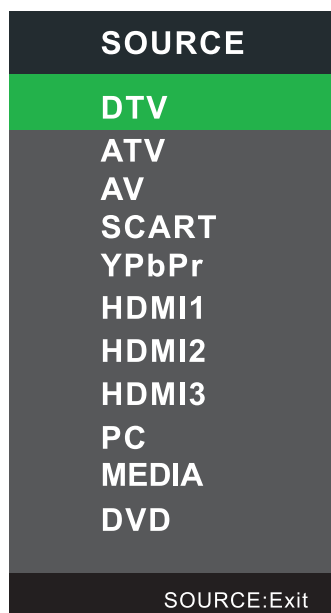 SOURCE
DTV
ATV
AV
SCART
YPbPr
HDMI1
HDMI2
HDMI3
PC
MEDIA
DVD
SOURCE:Exit